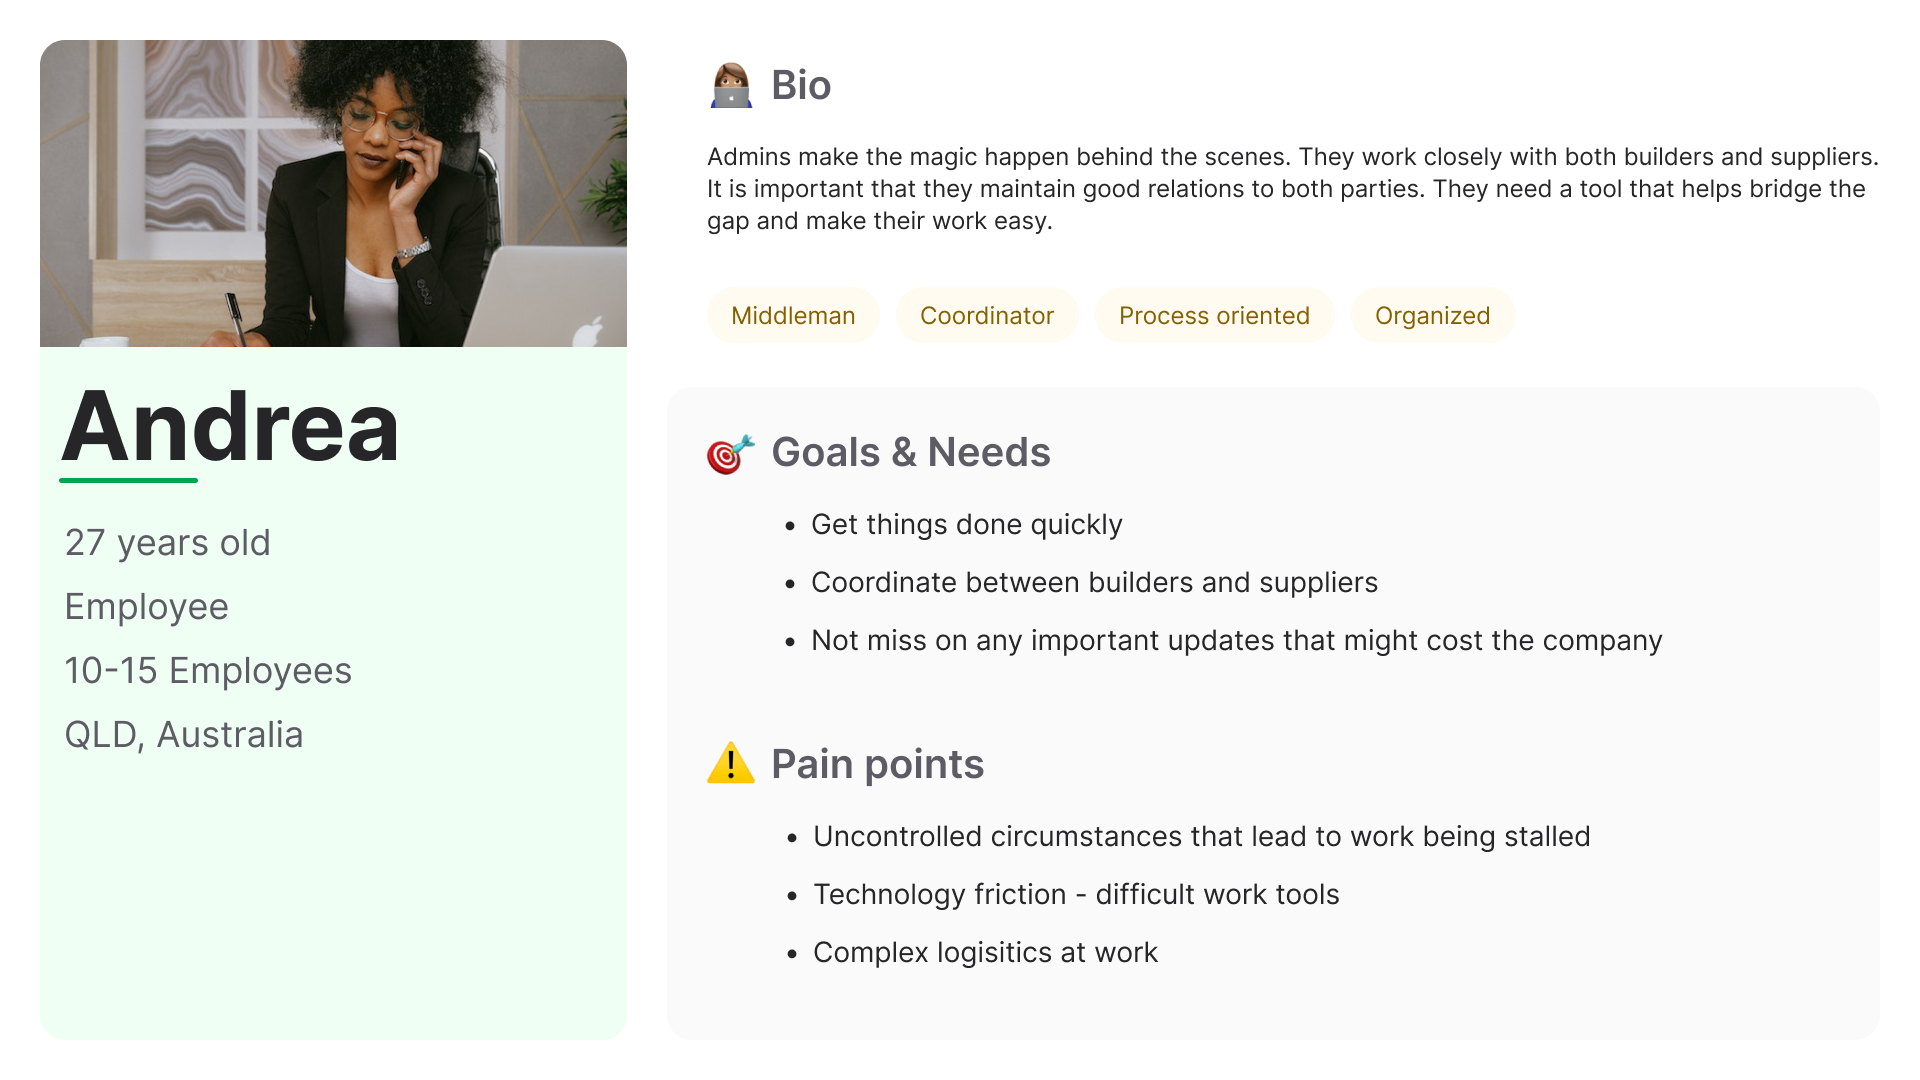 Andrea
27 years old
Employee
10-15 Employees
QLD, Australia
Bio
Admins make the magic happen behind the scenes. They work closely with both builders and suppliers.
It is important that they maintain good relations to both parties. They need a tool that helps bridge the
gap and make their work easy.
Middleman
Coordinator
Process oriented
Organized
Goals & Needs
• Get things done quickly
• Coordinate between builders and suppliers
• Not miss on any important updates that might cost the company
Pain points
• Uncontrolled circumstances that lead to work being stalled
• Technology friction - difficult work tools
• Complex logisitics at work